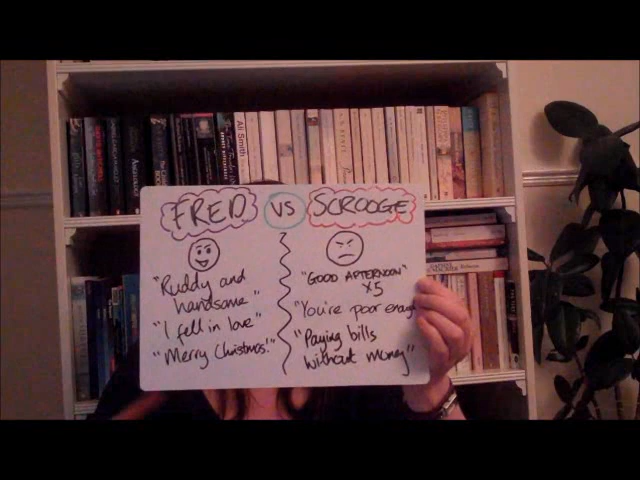 FRED VS SCROOGE
"Ruddy and
handsome"
"I fell in love"
"Merry Christmas!"
"GOOD AFTERNOON"
X5
"You're poor enough
"Paying bills
without money"
Ali Smith